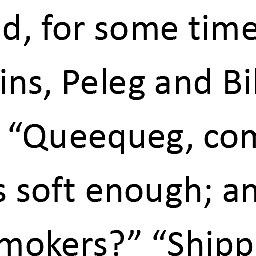 d, for some time
ins, Peleg and Bil
“Queequeg, com
s soft enough; an
mokers?” “Shipp